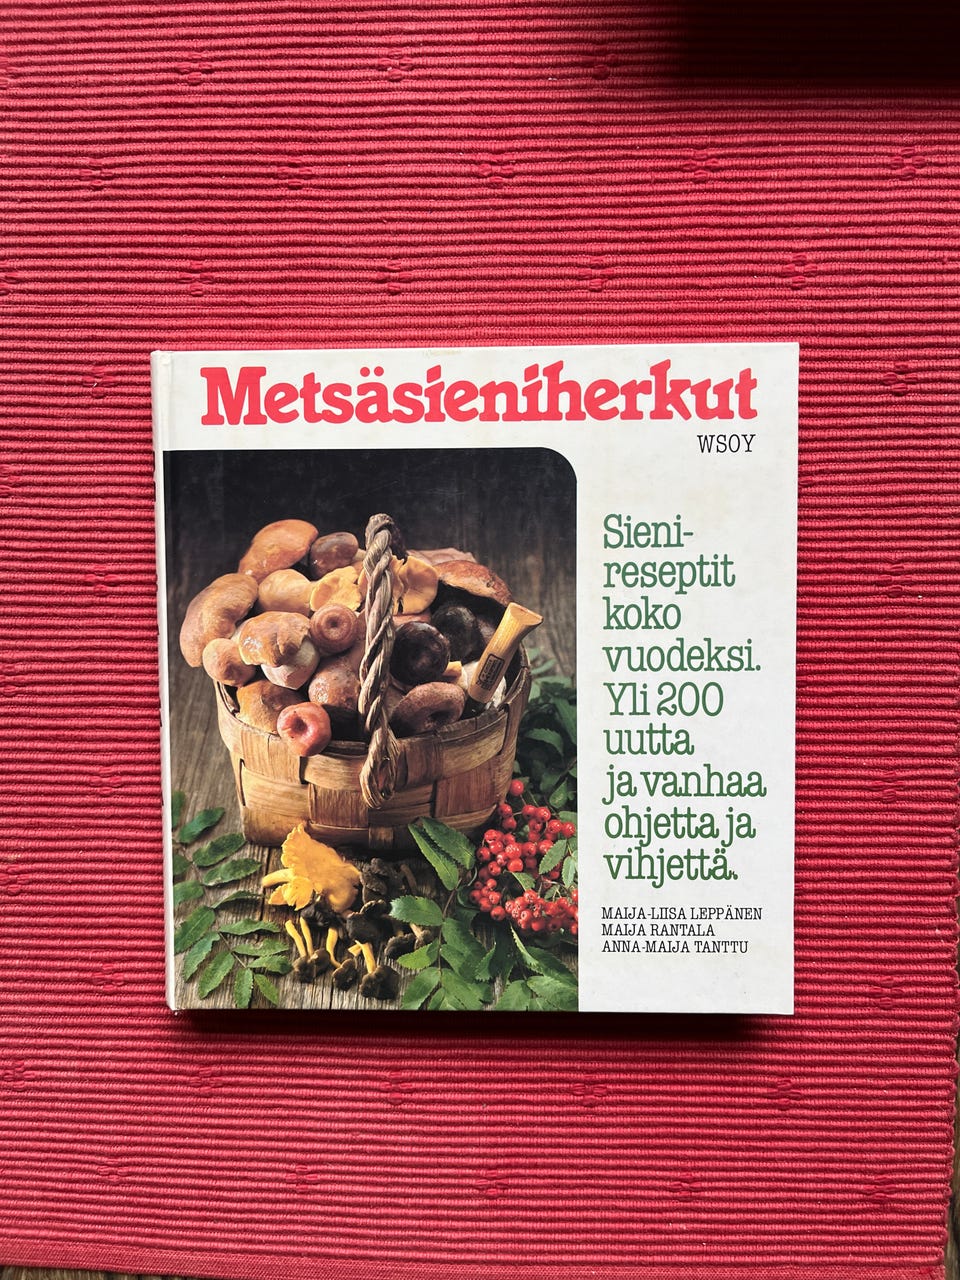 Metsäsieniherkut
WSOY
Sieni-
reseptit
koko
vuodeksi.
Yli 200
uutta
ja vanhaa
ohjetta ja
vihjettä.
MAIJA-LIISA LEPPÄNEN
MAIJA RANTALA
ANNA-MAIJA TANTTU